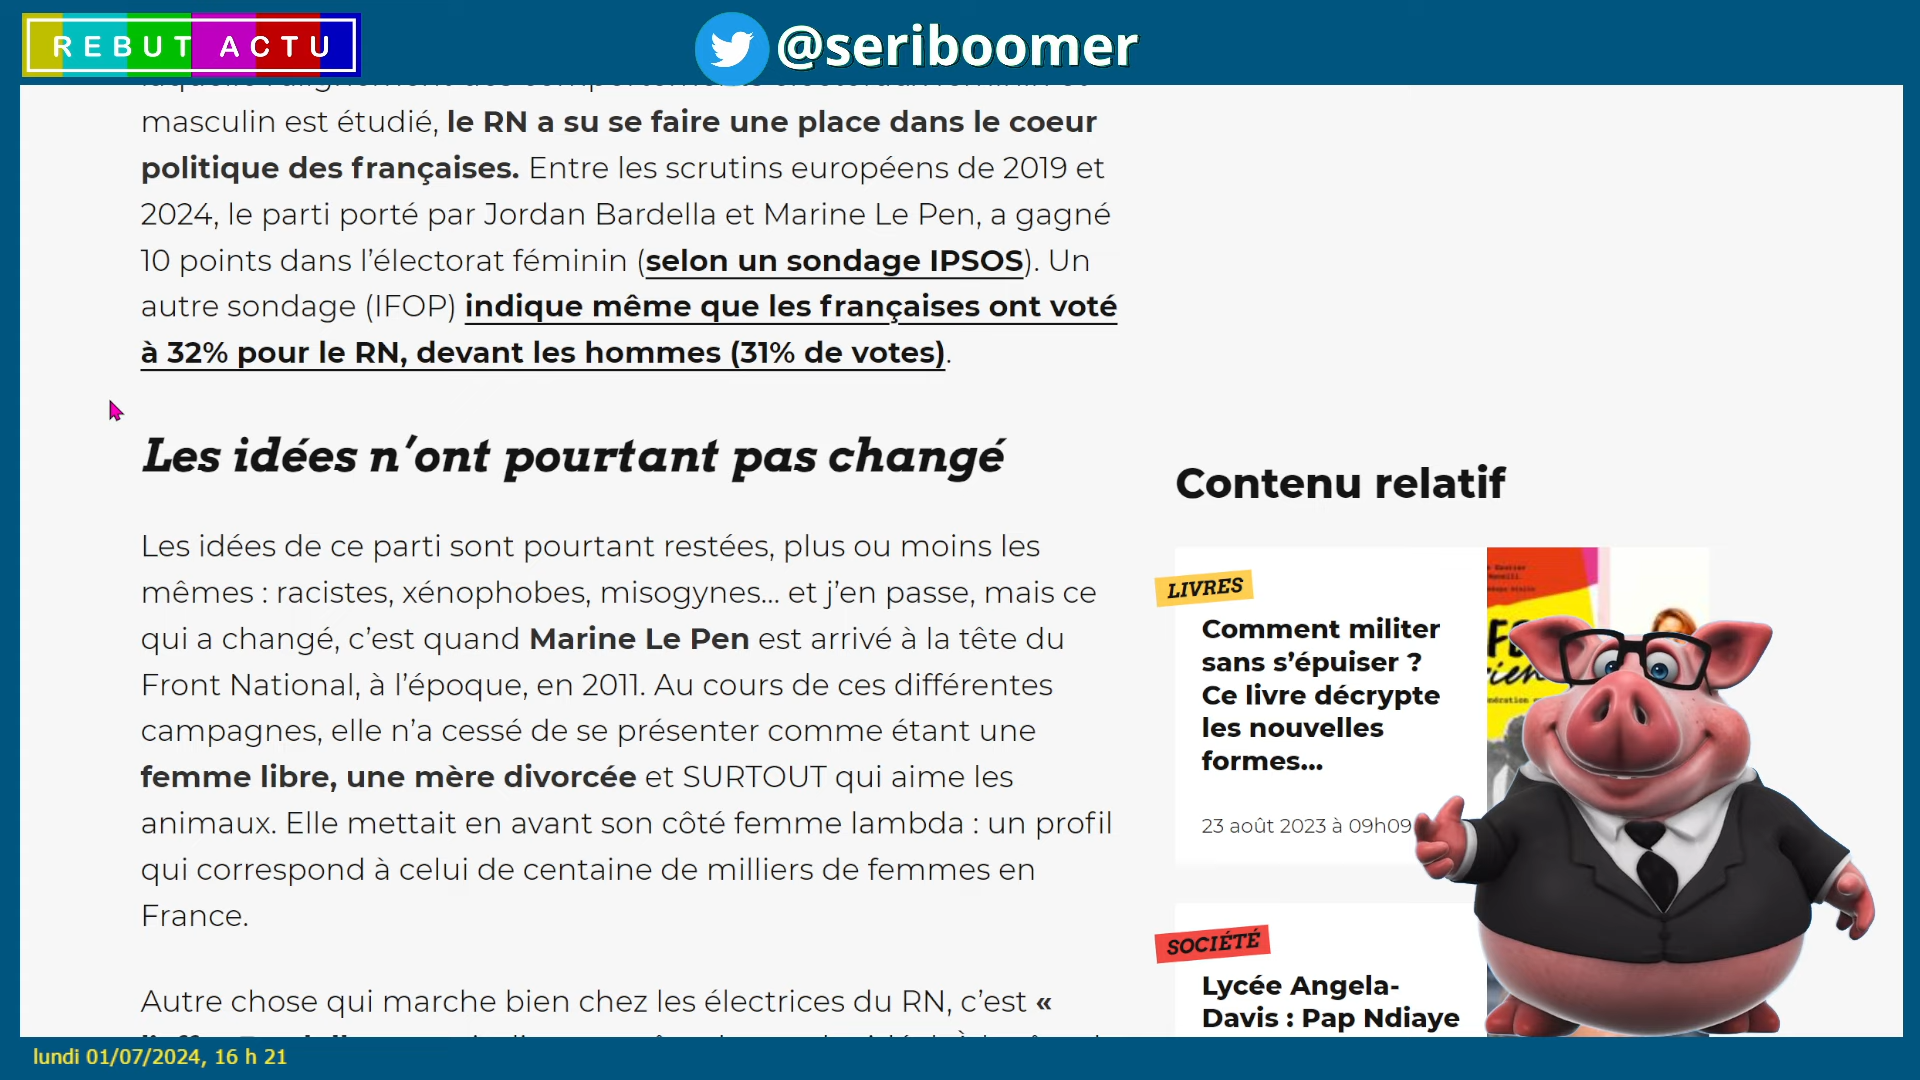 REBUT ACTU
@seriboomer
masculin est étudié, le RN a su se faire une place dans le coeur
politique des françaises. Entre les scrutins européens de 2019 et
2024, le parti porté par Jordan Bardella et Marine Le Pen, a gagné
10 points dans l’électorat féminin (selon un sondage IPSOS). Un
autre sondage (IFOP) indique même que les françaises ont voté
à 32% pour le RN, devant les hommes (31% de votes).
Les idées n’ont pourtant pas changé
Les idées de ce parti sont pourtant restées, plus ou moins les
mêmes : racistes, xénophobes, misogynes... et j’en passe, mais ce
qui a changé, c’est quand Marine Le Pen est arrivé à la tête du
Front National, à l’époque, en 2011. Au cours de ces différentes
campagnes, elle n’a cessé de se présenter comme étant une
femme libre, une mère divorcée et SURTOUT qui aime les
animaux. Elle mettait en avant son côté femme lambda : un profil
qui correspond à celui de centaine de milliers de femmes en
France.
Autre chose qui marche bien chez les électrices du RN, c’est «
Contenu relatif
LIVRES
Comment militer
sans s’épuiser ?
Ce livre décrypte
les nouvelles
formes...
23 août 2023 à 09h09
SOCIÉTÉ
Lycée Angela-
Davis : Pap Ndiaye
lundi 01/07/2024, 16 h 21